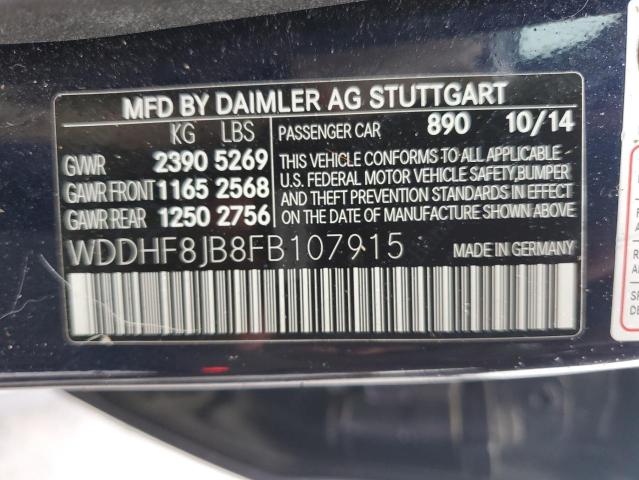 MFD BY DAIMLER AG STUTTGART
KG LBS
GVWR 2390 5269
GAWR FRONT 1165 2568
GAWR REAR 1250 2756
PASSENGER CAR 890 10/14
THIS VEHICLE CONFORMS TO ALL APPLICABLE
U.S. FEDERAL MOTOR VEHICLE SAFETY,BUMPER
AND THEFT PREVENTION STANDARDS IN EFFECT
ON THE DATE OF MANUFACTURE SHOWN ABOVE.
WDDHF8JB8FB107915
MADE IN GERMANY